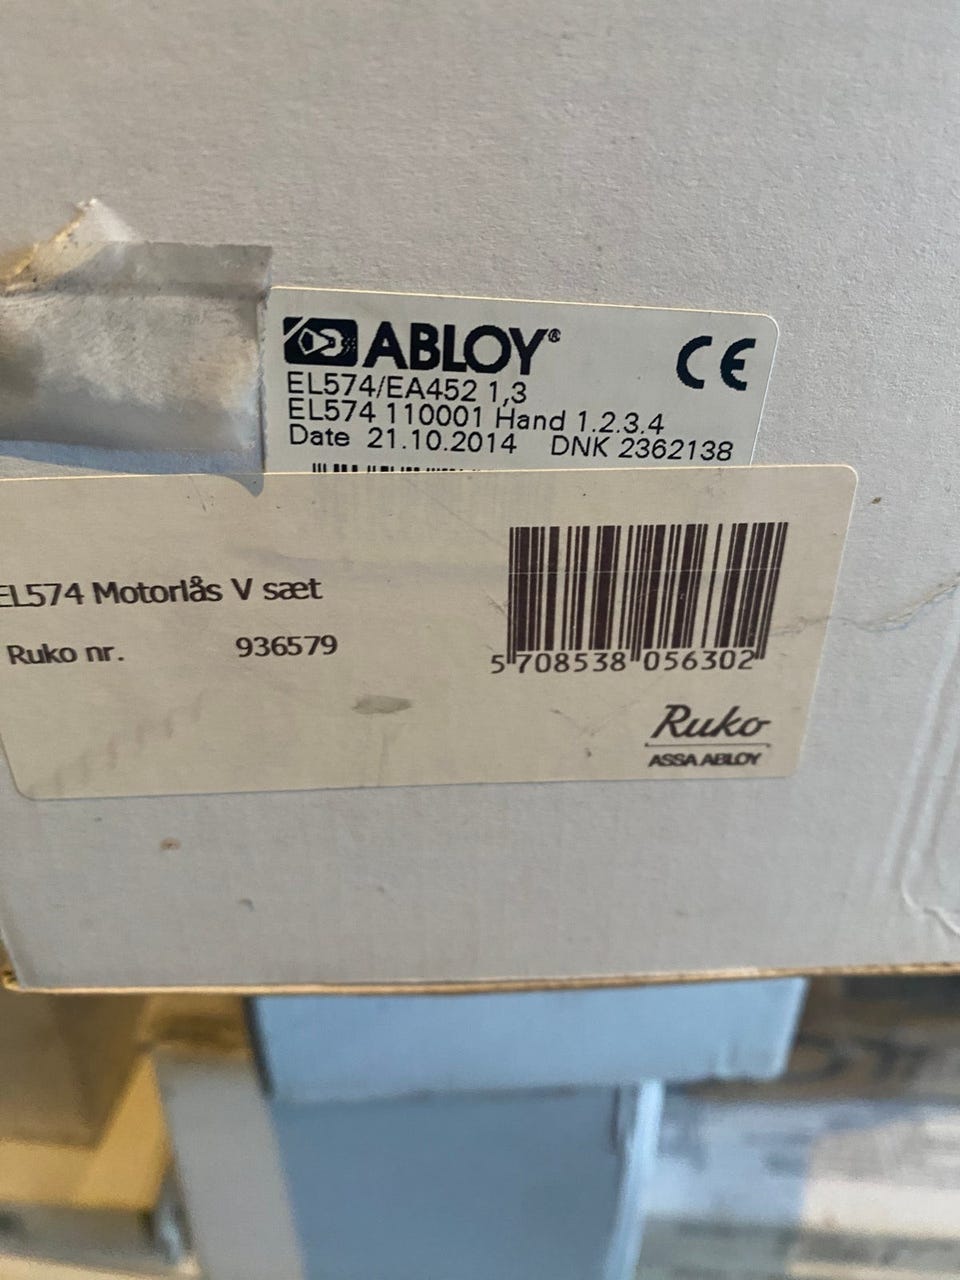 ABLOY®
CE
EL574/EA452 1,3
EL574 110001 Hand 1.2.3.4
Date 21.10.2014 DNK 2362138
EL574 Motorlås V sæt
Ruko nr. 936579
5 708538 056302
Ruko
ASSA ABLOY